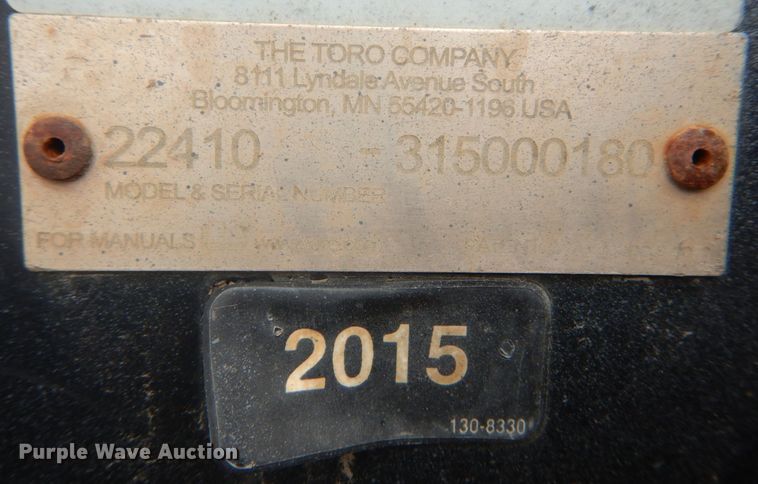 THE TORO COMPANY
8111 Lyndale Avenue South
Bloomington, MN 55420-1196 USA
22410 - 315000180
MODEL & SERIAL NUMBER
FOR MANUALS PATENT
2015
130-8330
Purple Wave Auction